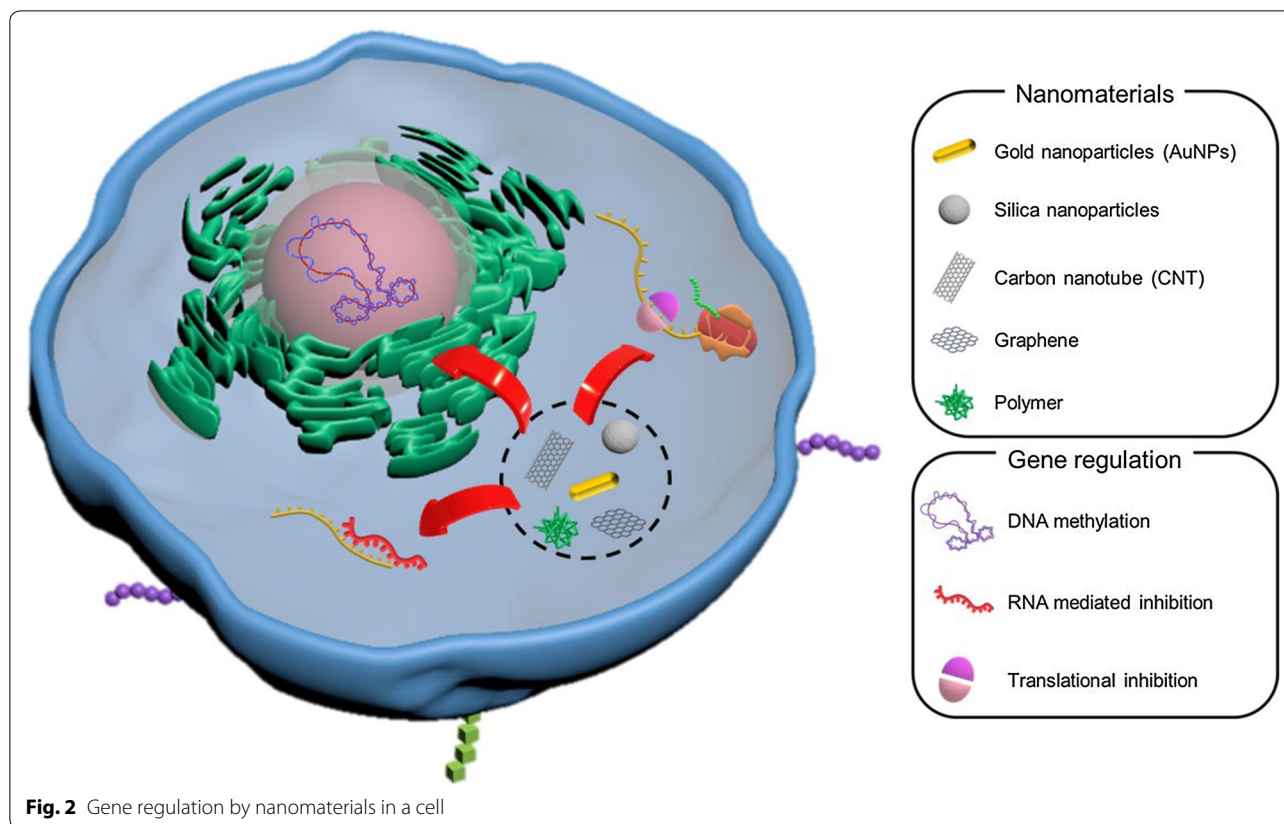 Nanomaterials
Gold nanoparticles (AuNPs)
Silica nanoparticles
Carbon nanotube (CNT)
Graphene
Polymer
Gene regulation
DNA methylation
RNA mediated inhibition
Translational inhibition
Fig. 2 Gene regulation by nanomaterials in a cell